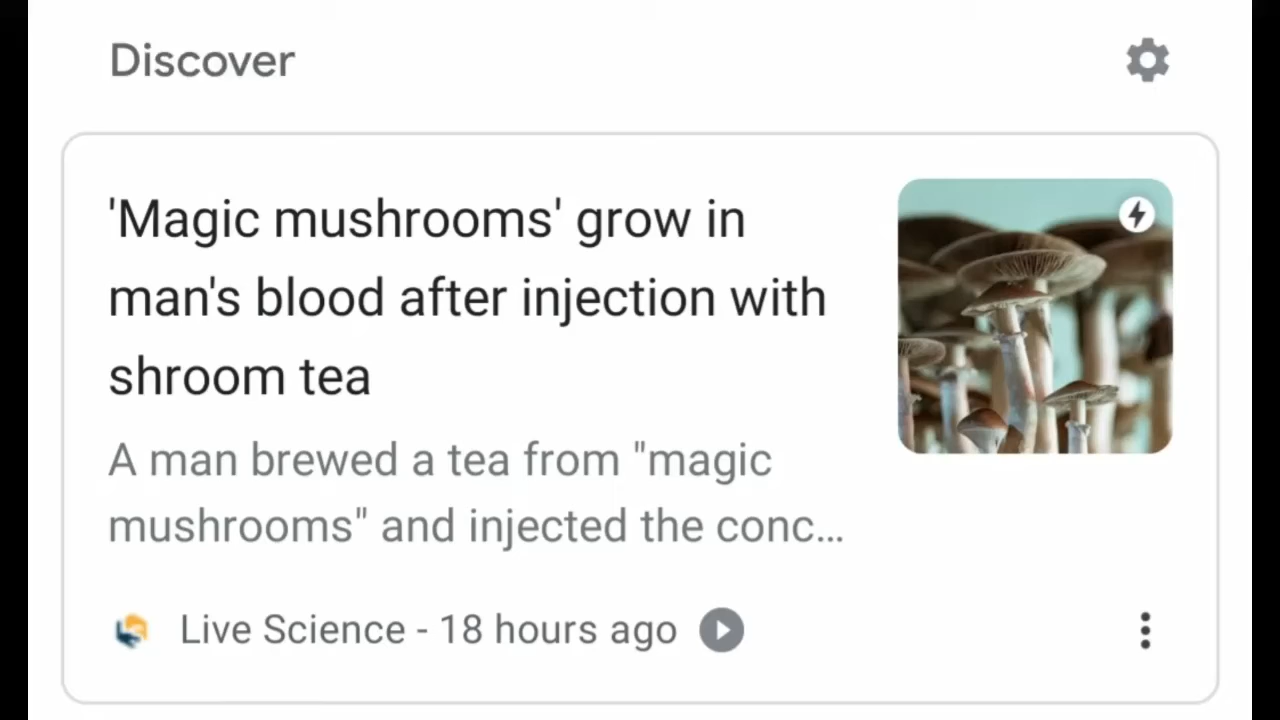 Discover
'Magic mushrooms' grow in
man's blood after injection with
shroom tea
A man brewed a tea from "magic
mushrooms" and injected the conc...
Live Science - 18 hours ago